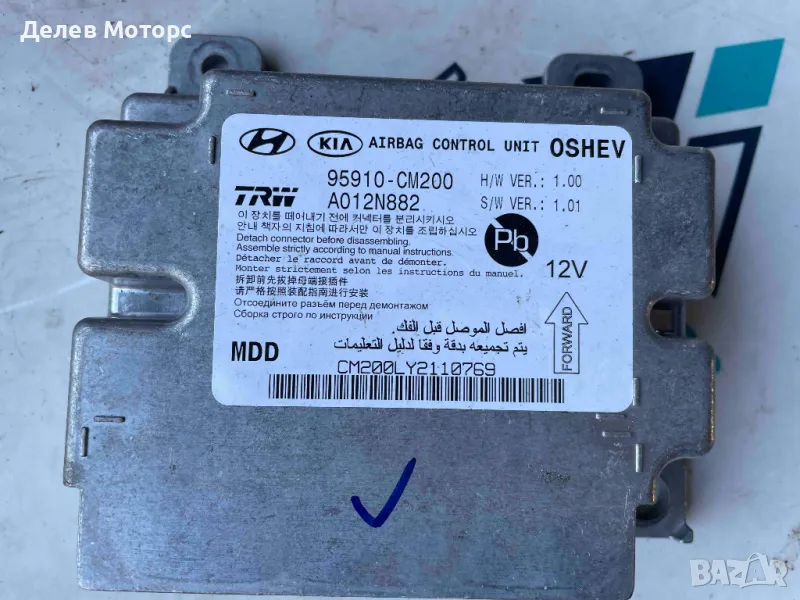 Делев Моторс
HYUNDAI KIA AIRBAG CONTROL UNIT OSHEV
95910-CM200 H/W VER.: 1.00
TRW A012N882 S/W VER.: 1.01
이 장치를 떼어내기 전에 커넥터를 분리시키시오
안내 책자의 지침에 따라서만 이 장치를 조립하십시오
Detach connector before disassembling.
Assemble strictly according to manual instructions.
Détacher le raccord avant de démonter.
Monter strictement selon les instructions du manuel.
拆卸前先拔掉母端接插件
请严格按照装配指南进行安装
Отсоедините разъём перед демонтажом
Сборка строго по инструкции
Pb
12V
FORWARD
افصل الموصل قبل الفك.
يتم تجميعه بدقة وفقا لدليل التعليمات
MDD
CM200LY2110769
BAZAR